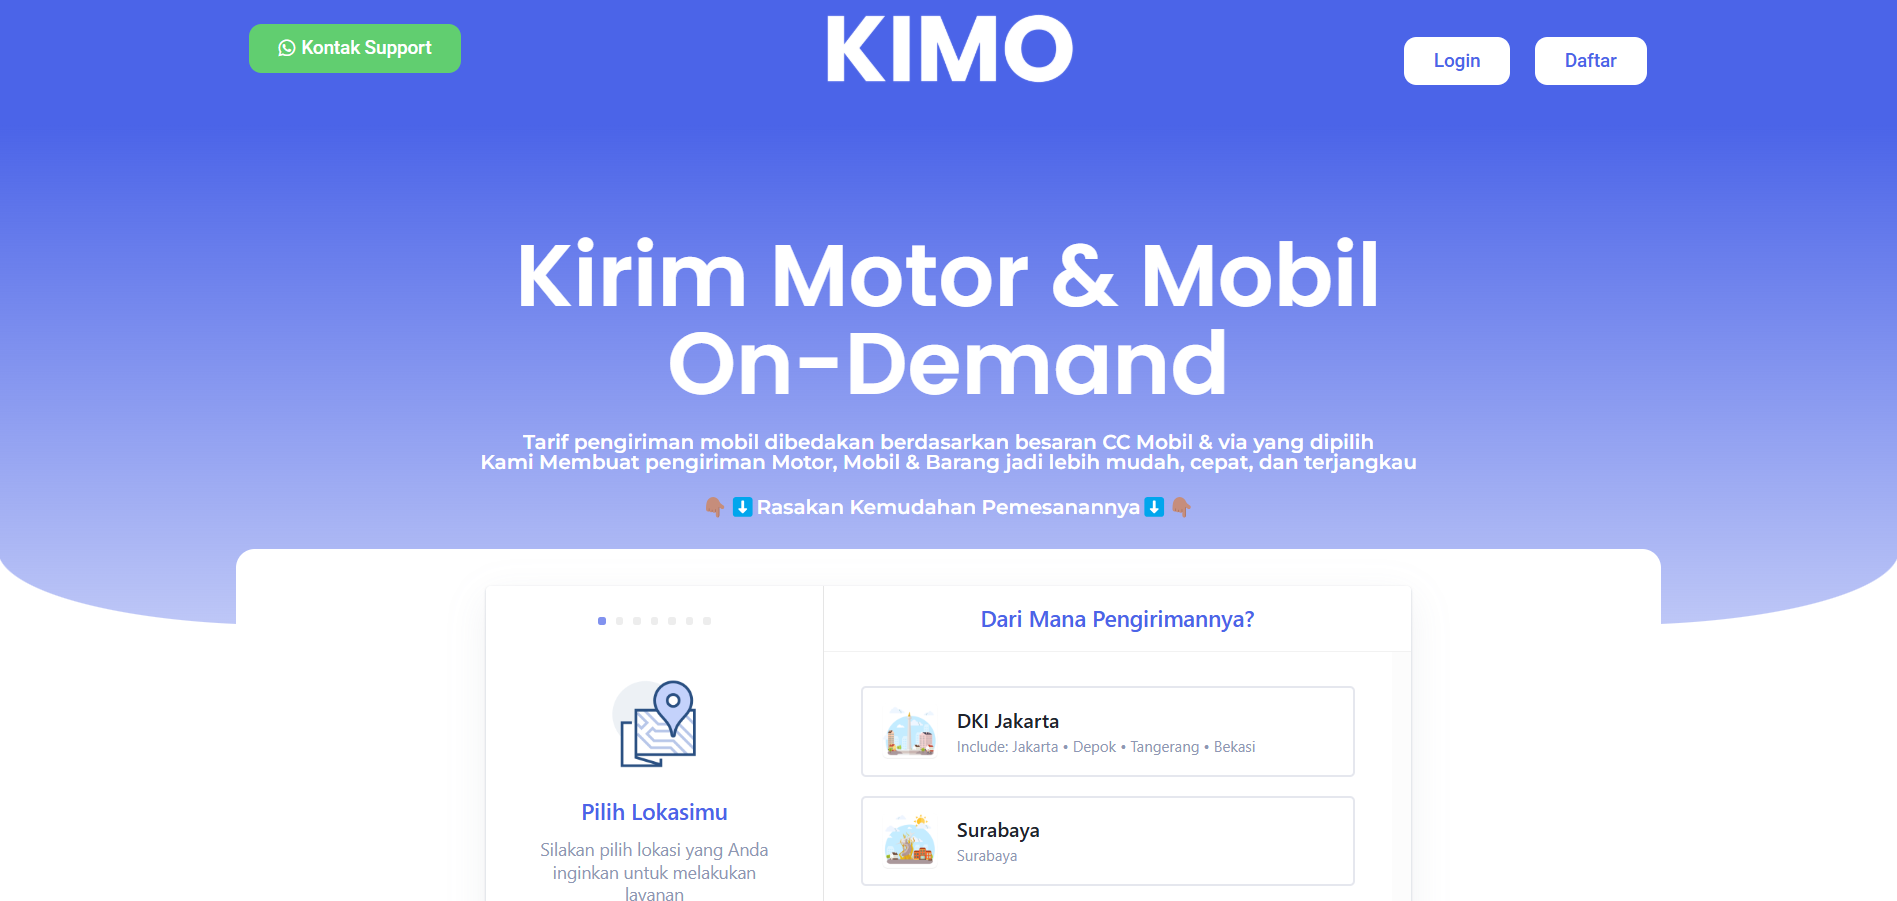 Kontak Support
KIMO
Login
Daftar
Kirim Motor & Mobil
On-Demand
Tarif pengiriman mobil dibedakan berdasarkan besaran CC Mobil & via yang dipilih
Kami Membuat pengiriman Motor, Mobil & Barang jadi lebih mudah, cepat, dan terjangkau
👇🏽 ⬇️ Rasakan Kemudahan Pemesanannya ⬇️ 👇🏽
Pilih Lokasimu
Silakan pilih lokasi yang Anda
inginkan untuk melakukan
layanan
Dari Mana Pengirimannya?
DKI Jakarta
Include: Jakarta • Depok • Tangerang • Bekasi
Surabaya
Surabaya